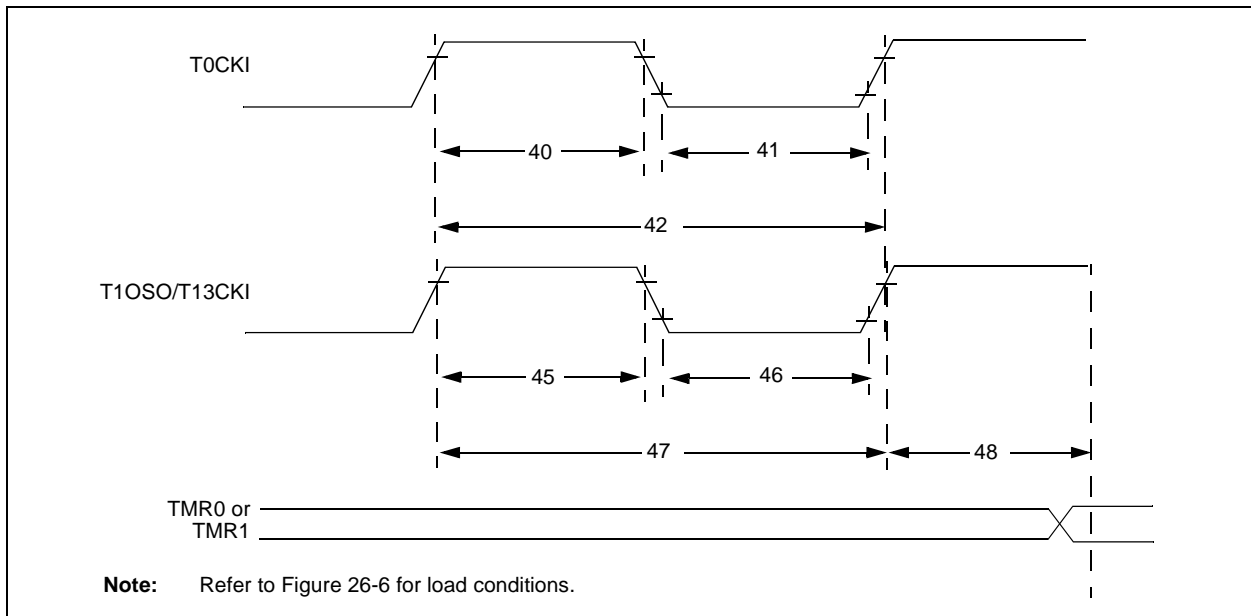 T0CKI
40
41
42
T1OSO/T13CKI
45
46
47
48
TMR0 or
TMR1
Note: Refer to Figure 26-6 for load conditions.